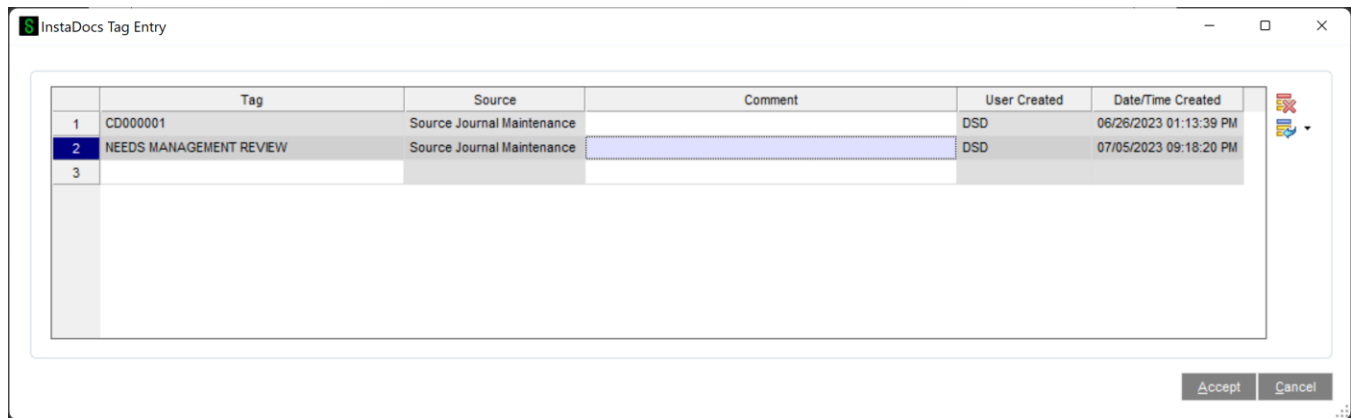 InstaDocs Tag Entry
Tag Source Comment User Created Date/Time Created
1 CD000001 Source Journal Maintenance DSD 06/26/2023 01:13:39 PM
2 NEEDS MANAGEMENT REVIEW Source Journal Maintenance DSD 07/05/2023 09:18:20 PM
3
Accept Cancel